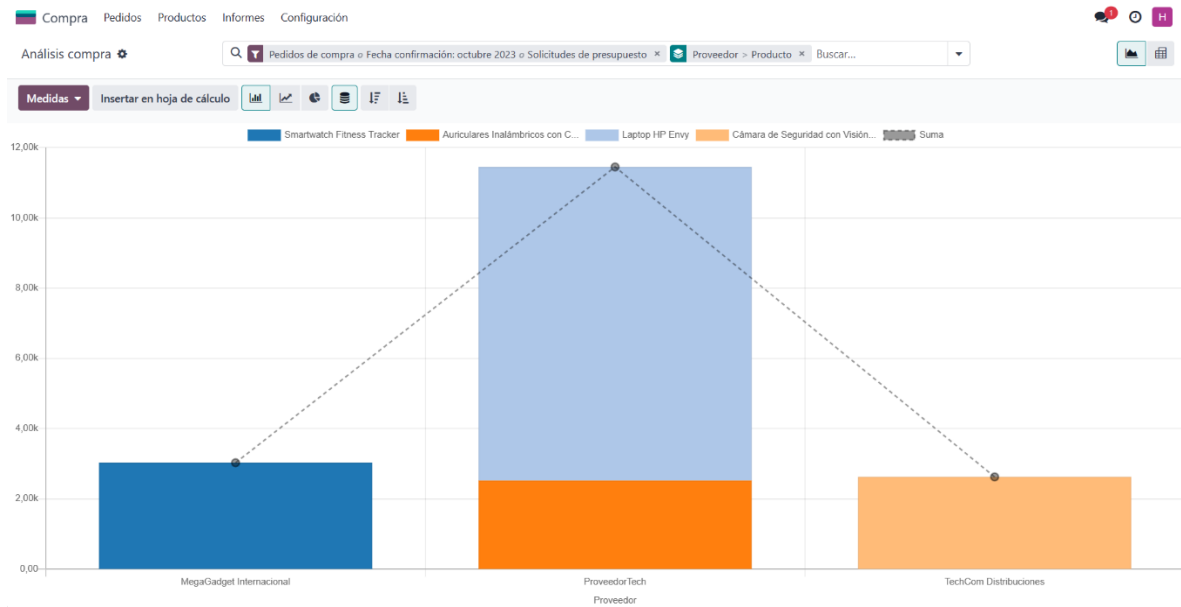 Compra Pedidos Productos Informes Configuración 1 H
Análisis compra Pedidos de compra o Fecha confirmación: octubre 2023 o Solicitudes de presupuesto × Proveedor > Producto × Buscar...
Medidas Insertar en hoja de cálculo
Smartwatch Fitness Tracker Auriculares Inalámbricos con C... Laptop HP Envy Cámara de Seguridad con Visión... Suma
12,00k
10,00k
8,00k
6,00k
4,00k
2,00k
0,00
MegaGadget Internacional ProveedorTech TechCom Distribuciones
Proveedor